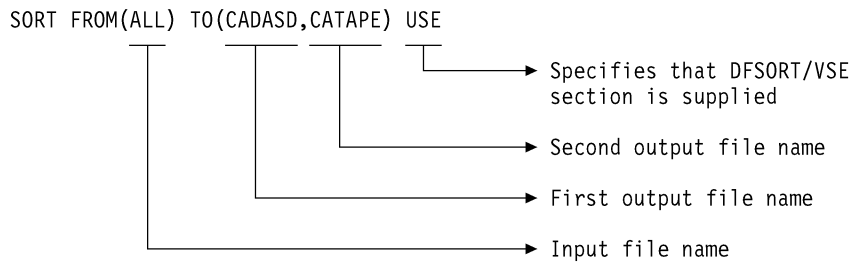 SORT FROM(ALL) TO(CADASD,CATAPE) USE
Specifies that DFSORT/VSE
section is supplied
Second output file name
First output file name
Input file name